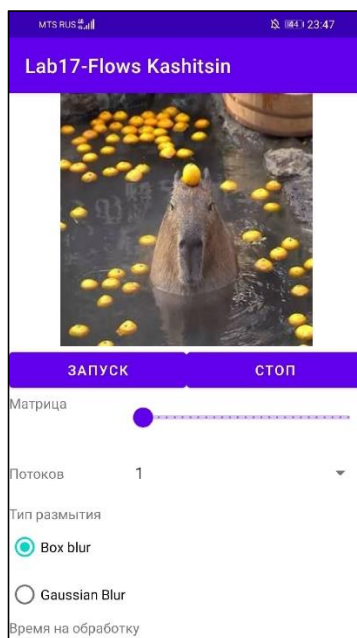 MTS RUS 44 23:47
Lab17-Flows Kashitsin
ЗАПУСК СТОП
Матрица
Потоков 1
Тип размытия
Box blur
Gaussian Blur
Время на обработку